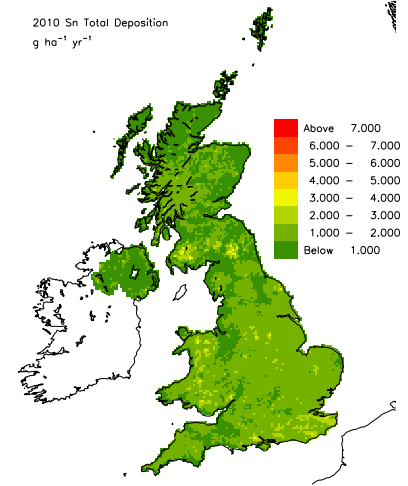 2010 Sn Total Deposition
g ha⁻¹ yr⁻¹
Above 7.000
6.000 – 7.000
5.000 – 6.000
4.000 – 5.000
3.000 – 4.000
2.000 – 3.000
1.000 – 2.000
Below 1.000